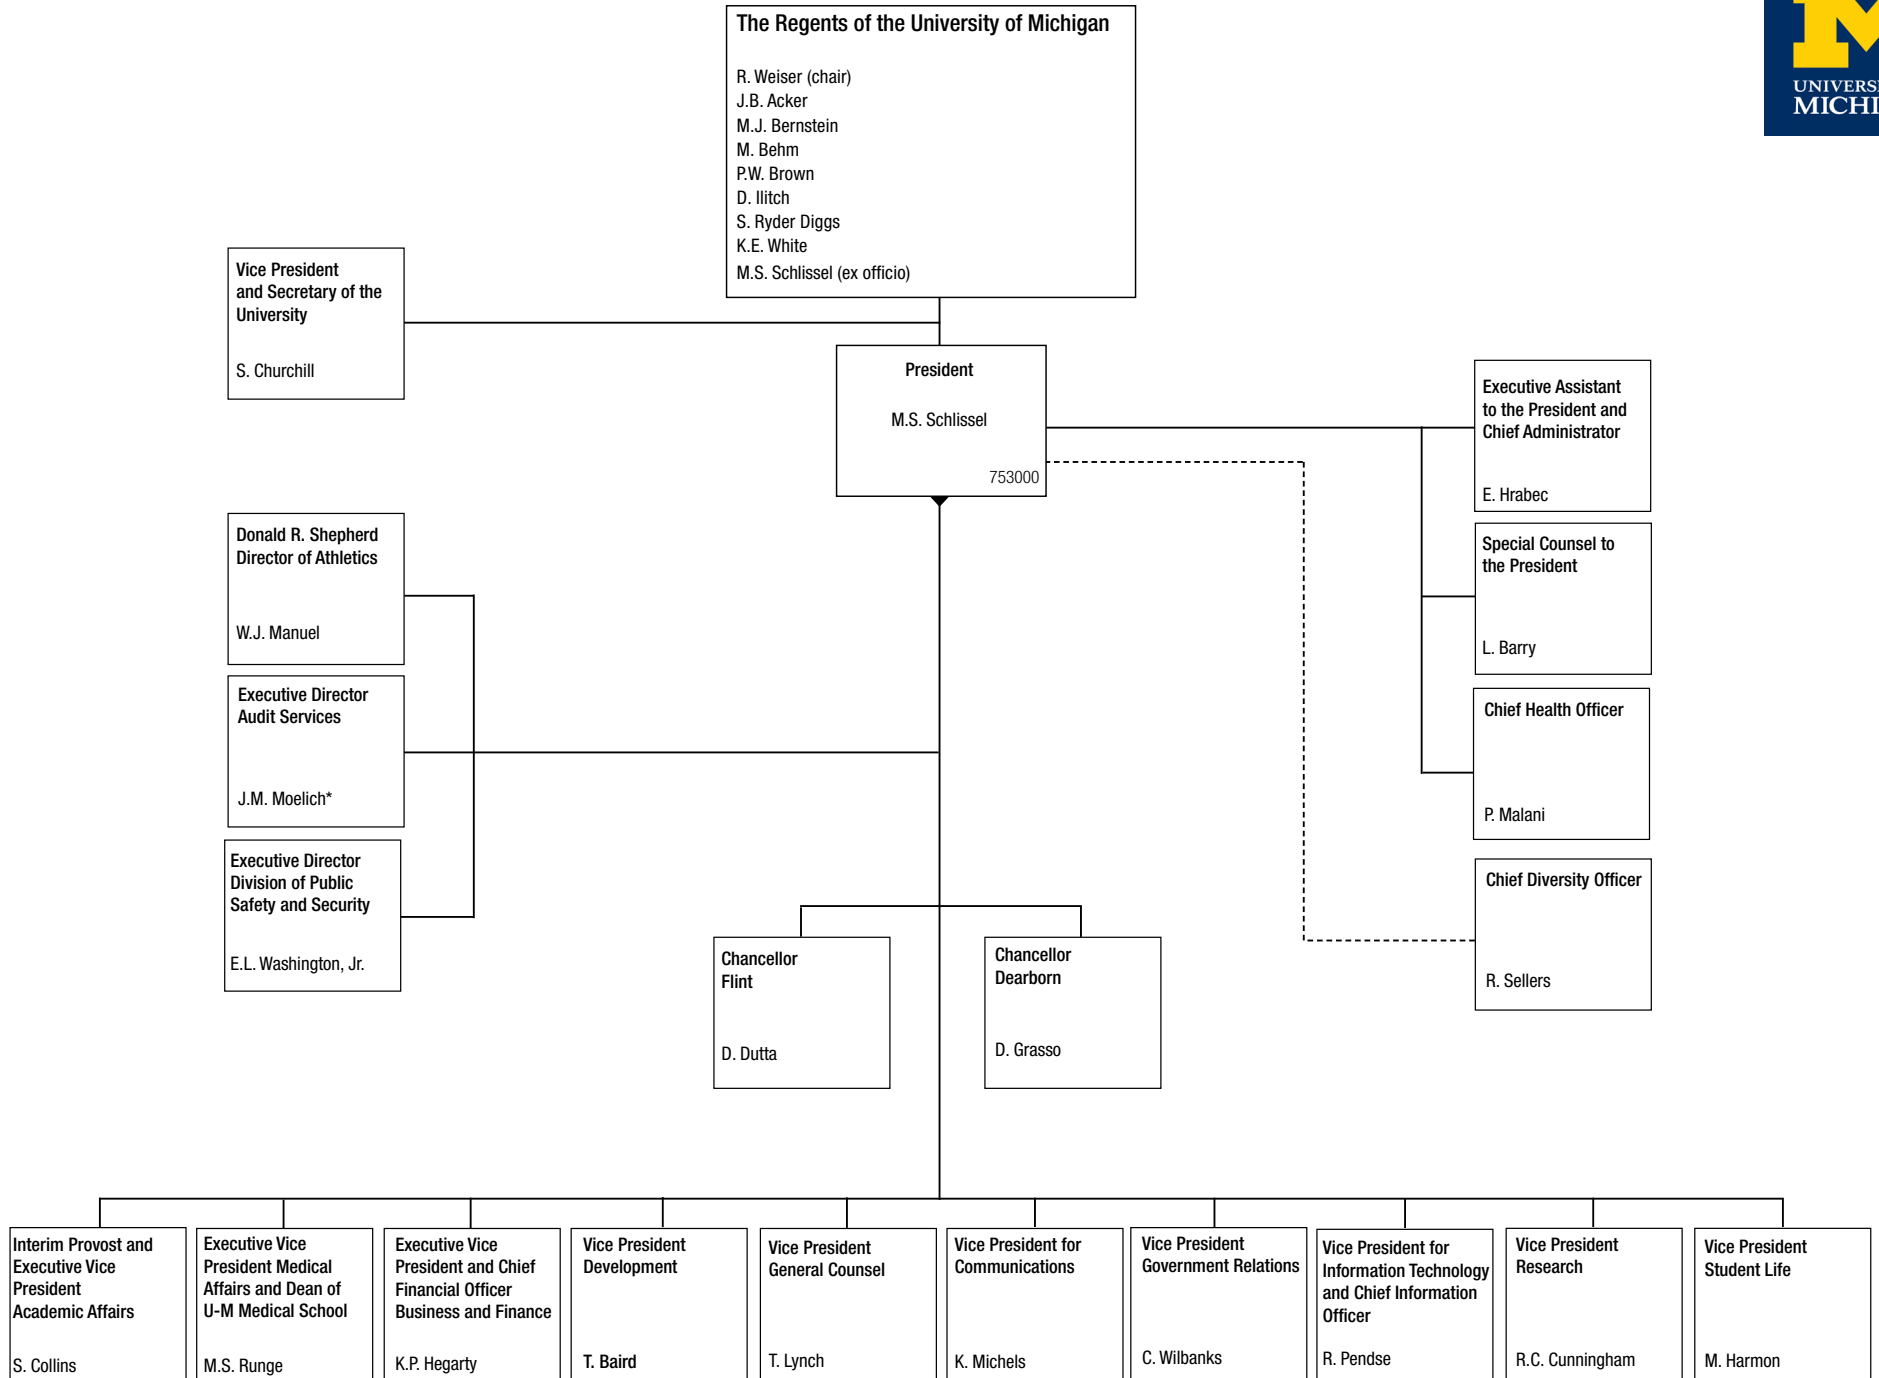 The Regents of the University of Michigan
R. Weiser (chair)
J.B. Acker
M.J. Bernstein
M. Behm
P.W. Brown
D. Ilitch
S. Ryder Diggs
K.E. White
M.S. Schlissel (ex officio)
MICHI
Vice President
and Secretary of the
University
S. Churchill
President
M.S. Schlissel
753000
Executive Assistant
to the President and
Chief Administrator
E. Hrabec
Special Counsel to
the President
L. Barry
Chief Health Officer
P. Malani
Chief Diversity Officer
R. Sellers
Donald R. Shepherd
Director of Athletics
W.J. Manuel
Executive Director
Audit Services
J.M. Moelich*
Executive Director
Division of Public
Safety and Security
E.L. Washington, Jr.
Chancellor
Flint
D. Dutta
Chancellor
Dearborn
D. Grasso
Interim Provost and
Executive Vice
President
Academic Affairs
S. Collins
Executive Vice
President Medical
Affairs and Dean of
U-M Medical School
M.S. Runge
Executive Vice
President and Chief
Financial Officer
Business and Finance
K.P. Hegarty
Vice President
Development
T. Baird
Vice President
General Counsel
T. Lynch
Vice President for
Communications
K. Michels
Vice President
Government Relations
C. Wilbanks
Vice President for
Information Technology
and Chief Information
Officer
R. Pendse
Vice President
Research
R.C. Cunningham
Vice President
Student Life
M. Harmon